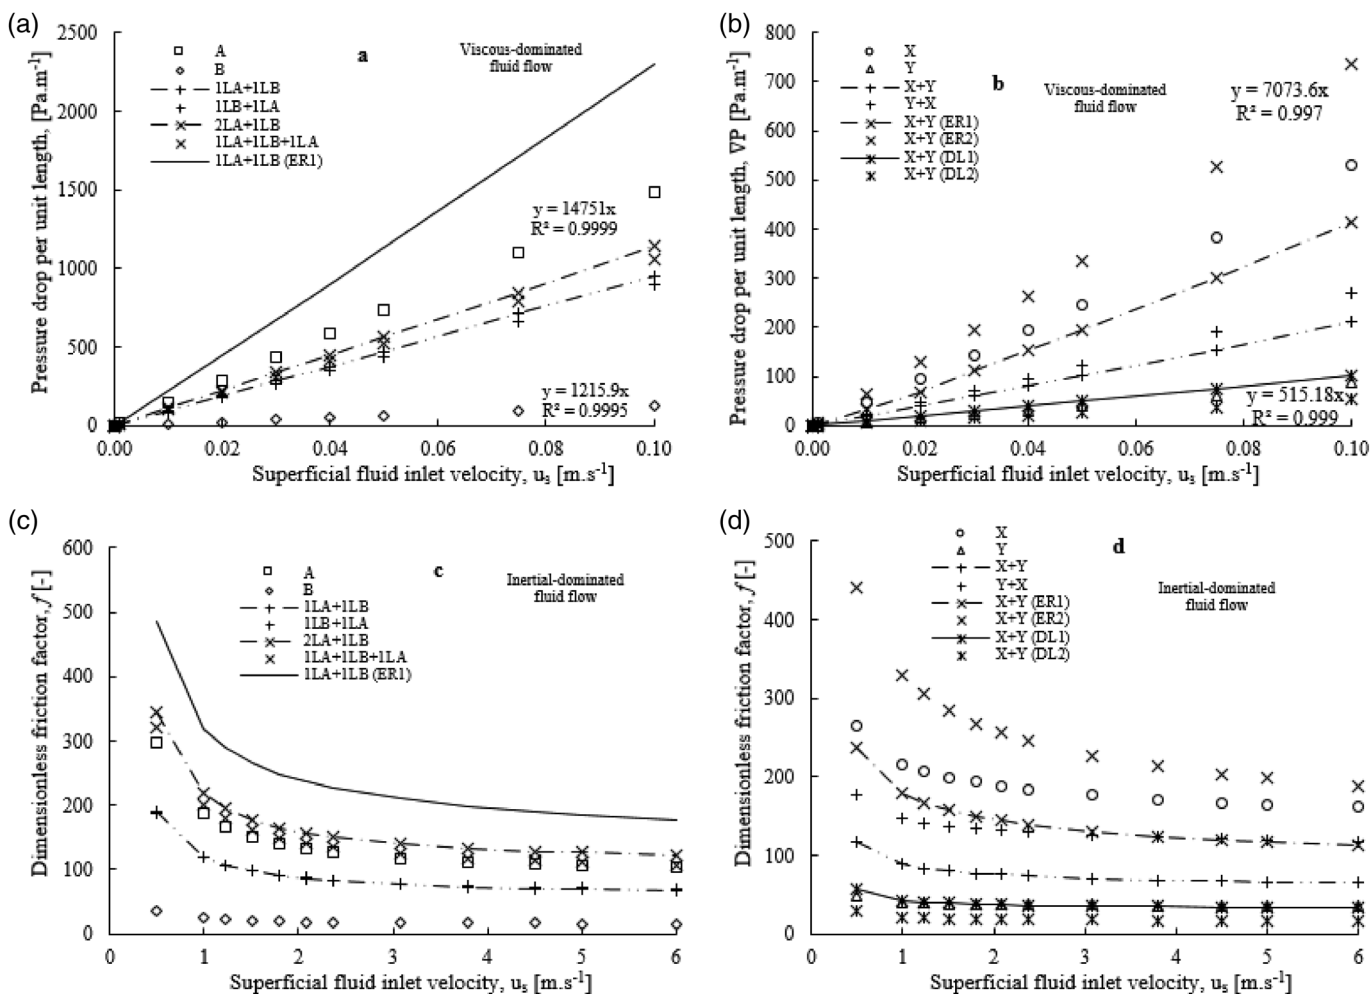 (a)
2500
2000
1500
1000
500
0
0.00 0.02 0.04 0.06 0.08 0.10
Pressure drop per unit length, [Pa.m⁻¹]
Superficial fluid inlet velocity, uₛ [m.s⁻¹]
a
Viscous-dominated
fluid flow
A
B
1LA+1LB
1LB+1LA
2LA+1LB
1LA+1LB+1LA
1LA+1LB (ER1)
y = 14751x
R² = 0.9999
y = 1215.9x
R² = 0.9995
(b)
800
700
600
500
400
300
200
100
0
0.00 0.02 0.04 0.06 0.08 0.10
Pressure drop per unit length, ∇P [Pa.m⁻¹]
Superficial fluid inlet velocity, uₛ [m.s⁻¹]
b
Viscous-dominated
fluid flow
X
Y
X+Y
Y+X
X+Y (ER1)
X+Y (ER2)
X+Y (DL1)
X+Y (DL2)
y = 7073.6x
R² = 0.997
y = 515.18x
R² = 0.999
(c)
600
500
400
300
200
100
0
0 1 2 3 4 5 6
Dimensionless friction factor, f [-]
Superficial fluid inlet velocity, uₛ [m.s⁻¹]
c
Inertial-dominated
fluid flow
A
B
1LA+1LB
1LB+1LA
2LA+1LB
1LA+1LB+1LA
1LA+1LB (ER1)
(d)
500
400
300
200
100
0
0 1 2 3 4 5 6
Dimensionless friction factor, f [-]
Superficial fluid inlet velocity, uₛ [m.s⁻¹]
d
Inertial-dominated
fluid flow
X
Y
X+Y
Y+X
X+Y (ER1)
X+Y (ER2)
X+Y (DL1)
X+Y (DL2)